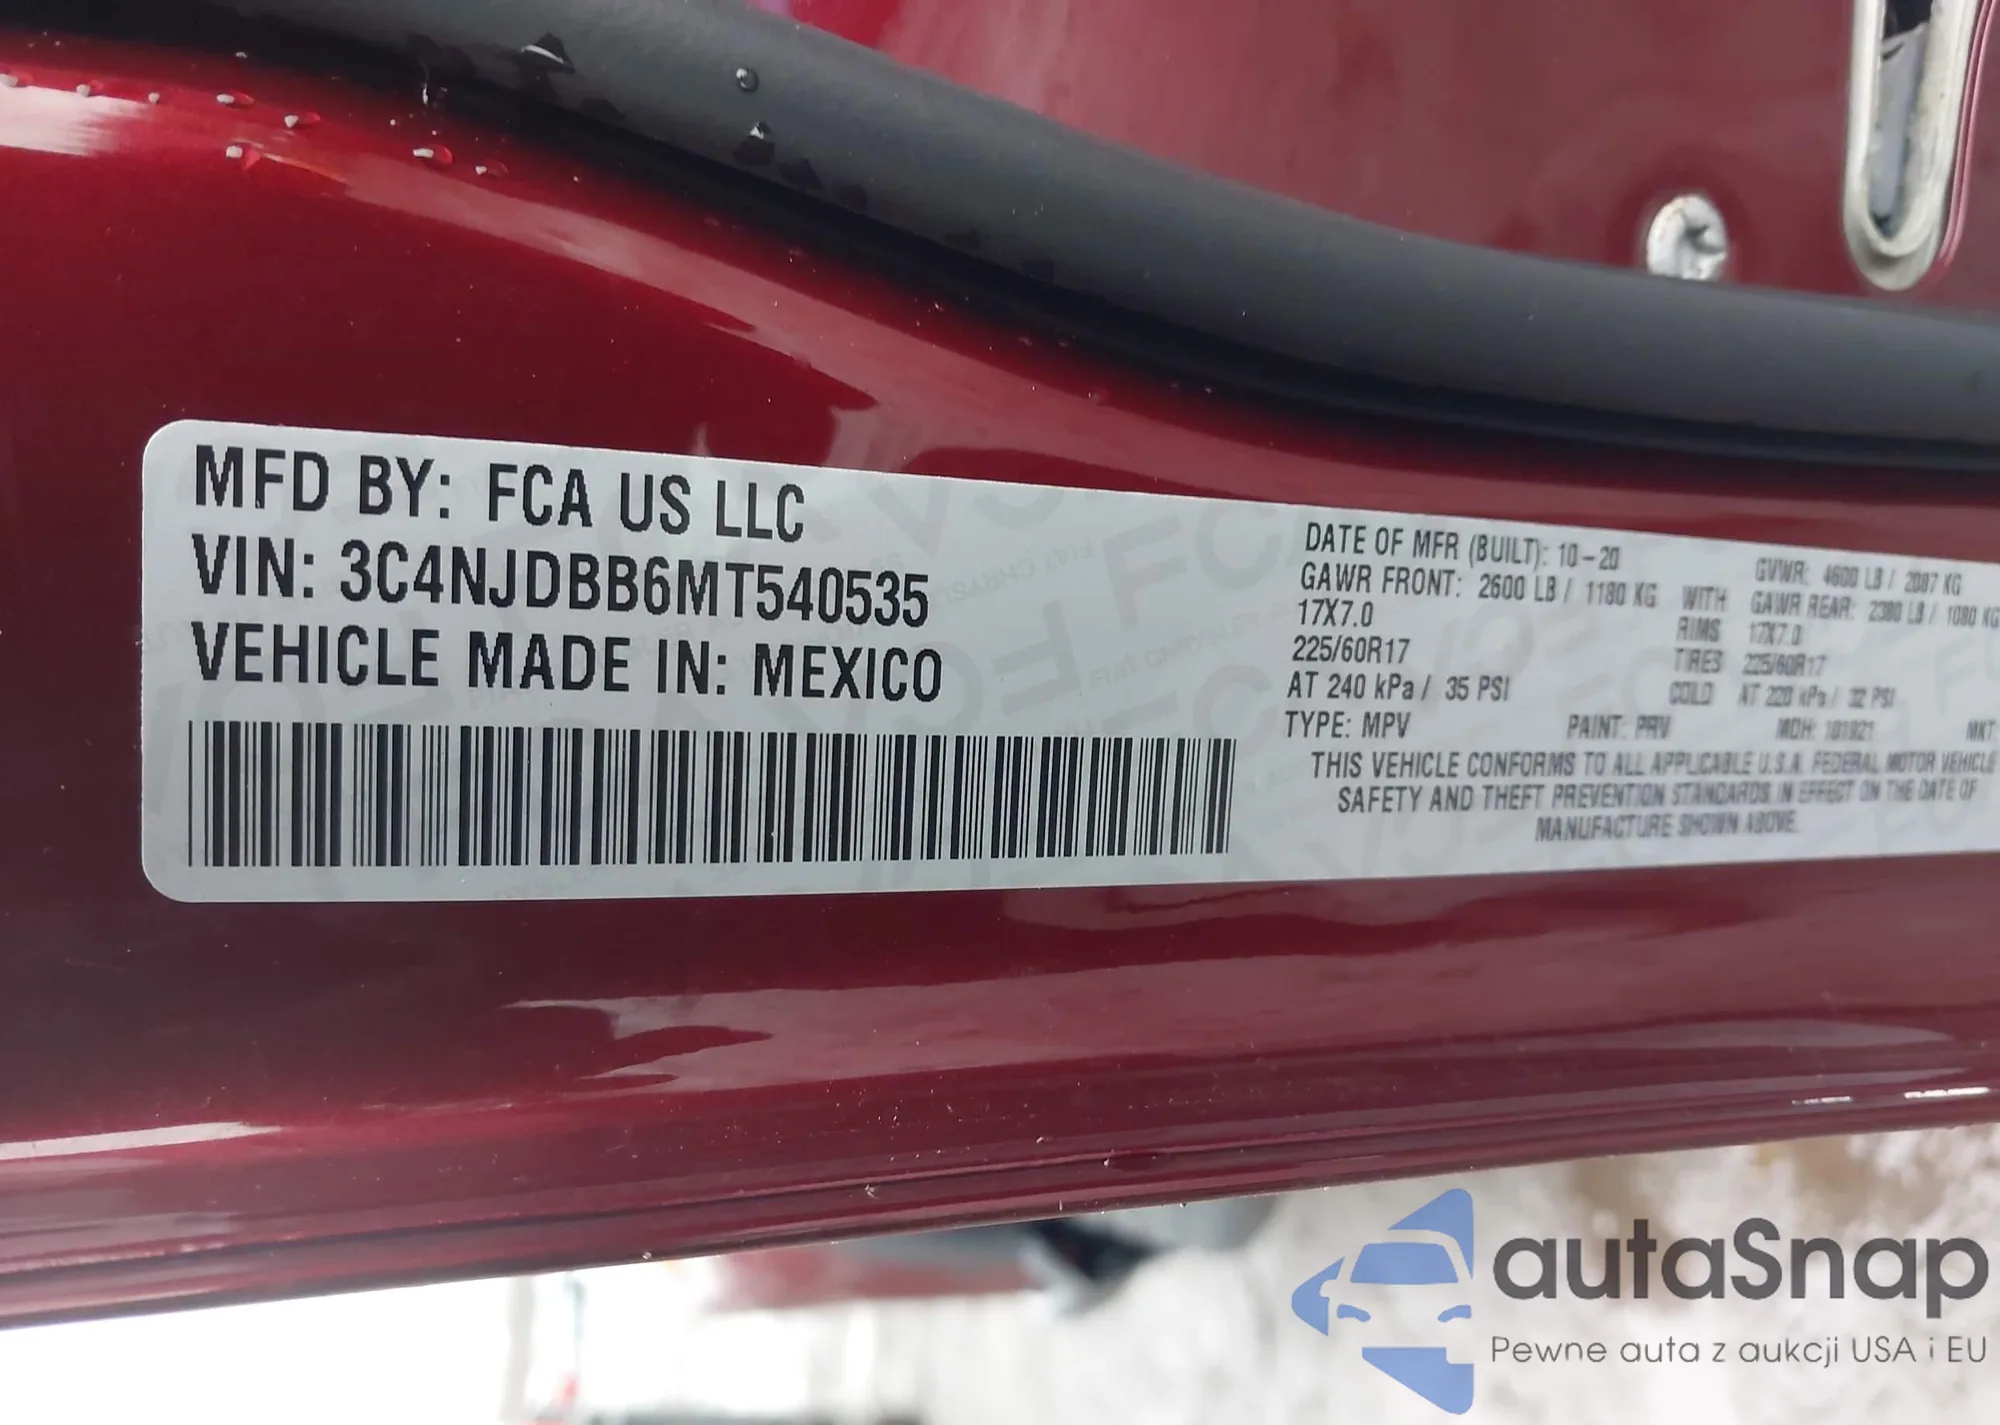 MFD BY: FCA US LLC
VIN: 3C4NJDBB6MT540535
VEHICLE MADE IN: MEXICO
DATE OF MFR (BUILT): 10-20 GVWR: 4600 LB / 2087 KG
GAWR FRONT: 2600 LB / 1180 KG WITH GAWR REAR: 2380 LB / 1080 KG
17X7.0 RIMS 17X7.0
225/60R17 TIRES 225/60R17
AT 240 kPa / 35 PSI COLD AT 220 kPa / 32 PSI
TYPE: MPV PAINT: PRV MDH: 101921 MKT
THIS VEHICLE CONFORMS TO ALL APPLICABLE U.S.A. FEDERAL MOTOR VEHICLE
SAFETY AND THEFT PREVENTION STANDARDS IN EFFECT ON THE DATE OF
MANUFACTURE SHOWN ABOVE.
autaSnap
Pewne auta z aukcji USA i EU